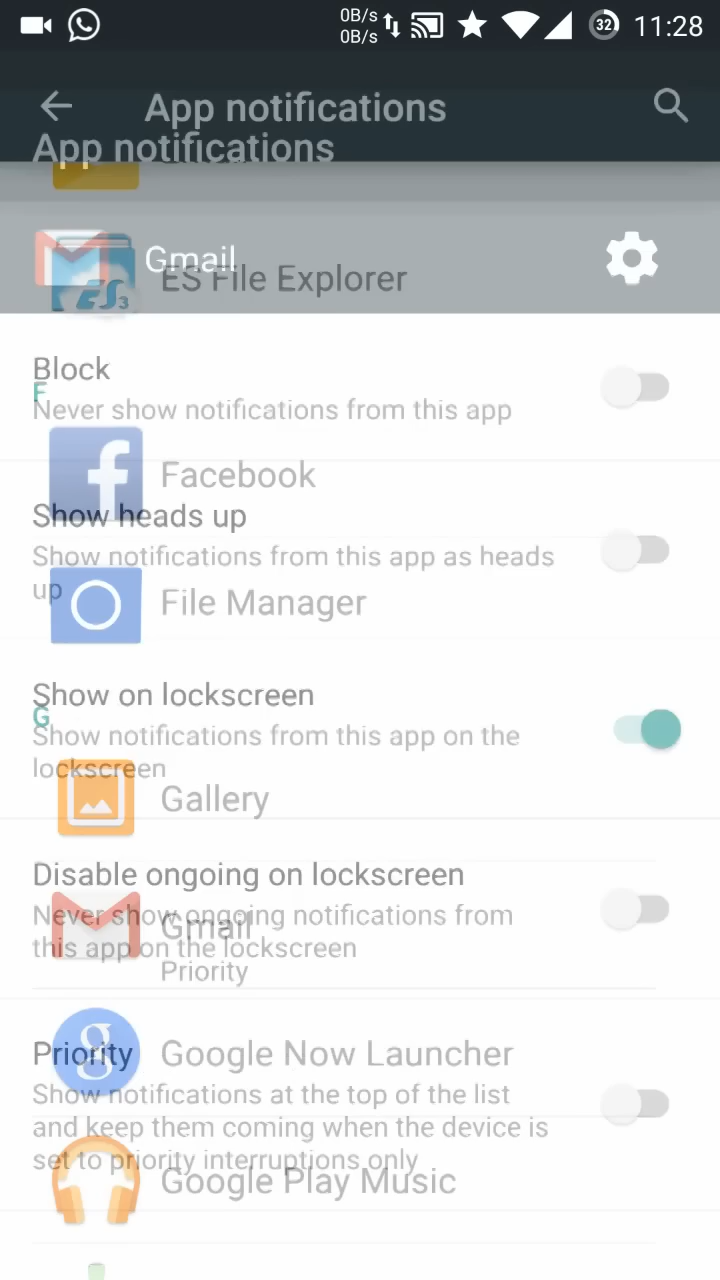 0B/s
0B/s
32
11:28
App notifications
App notifications
Gmail
ES File Explorer
ES3
Block
F
Never show notifications from this app
Facebook
Show heads up
Show notifications from this app as heads
up
File Manager
Show on lockscreen
G
Show notifications from this app on the
lockscreen
Gallery
Disable ongoing on lockscreen
Never show ongoing notifications from
Gmail
this app on the lockscreen
Priority
Priority
Google Now Launcher
Show notifications at the top of the list
and keep them coming when the device is
set to priority interruptions only
Google Play Music